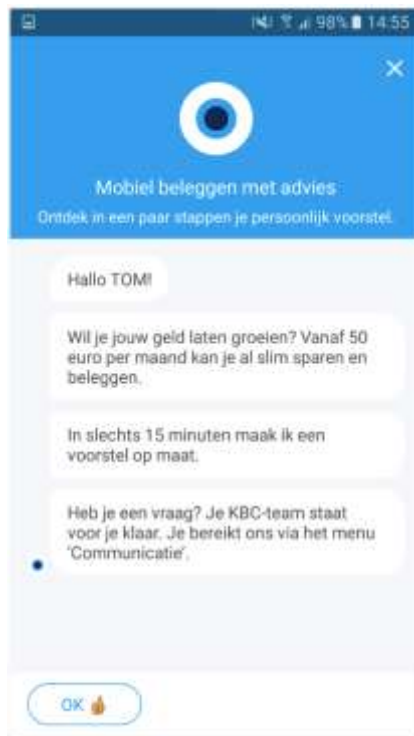 98% 14:55
Mobiel beleggen met advies
Ontdek in een paar stappen je persoonlijk voorstel.
Hallo TOM!
Wil je jouw geld laten groeien? Vanaf 50
euro per maand kan je al slim sparen en
beleggen.
In slechts 15 minuten maak ik een
voorstel op maat.
Heb je een vraag? Je KBC-team staat
voor je klaar. Je bereikt ons via het menu
'Communicatie'.
OK 👍